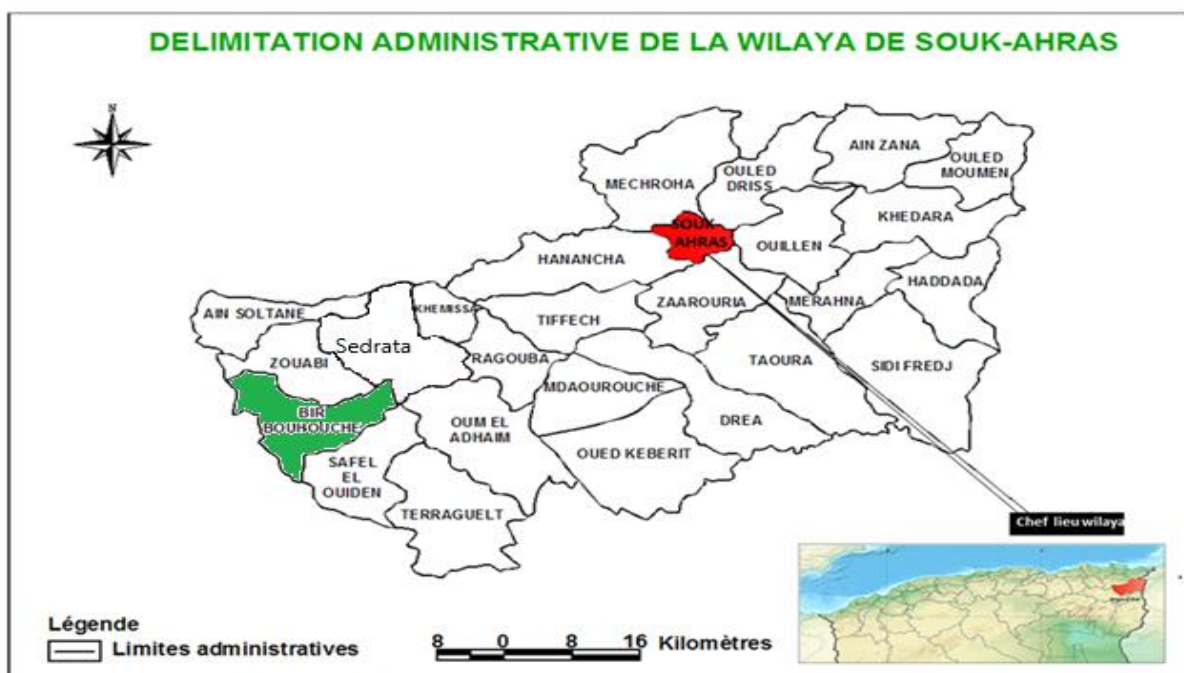 DELIMITATION ADMINISTRATIVE DE LA WILAYA DE SOUK-AHRAS
N
AIN ZANA
OULED
MOUMEN
OULED
DRISS
MECHROHA
KHEDARA
SOUK
AHRAS
OUILLEN
HANANCHA
HADDADA
ZAAROURIA
MERAHNA
AIN SOLTANE
KHEMISSA
TIFFECH
Sedrata
ZOUABI
RAGOUBA
TAOURA
SIDI FREDJ
MDAOUROUCHE
BIR
BOUHOUCHE
OUM EL
ADHAIM
DREA
OUED KEBERIT
SAFEL
EL
OUIDEN
TERRAGUELT
Chef lieu wilaya
Légende
Limites administratives
8 0 8 16 Kilomètres